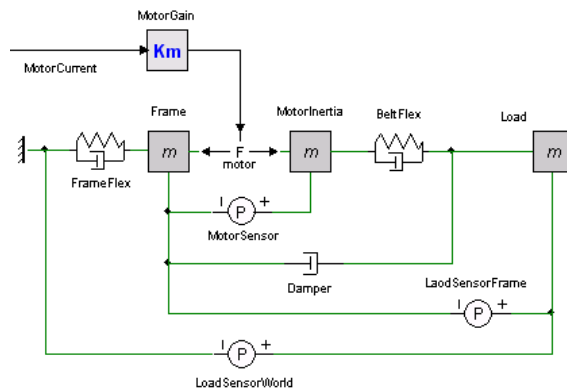 MotorGain
Km
MotorCurrent
Frame
MotorInertia
BeltFlex
Load
m
F
motor
m
m
FrameFlex
P
+
MotorSensor
Damper
LaodSensorFrame
P
+
P
+
LoadSensorWorld